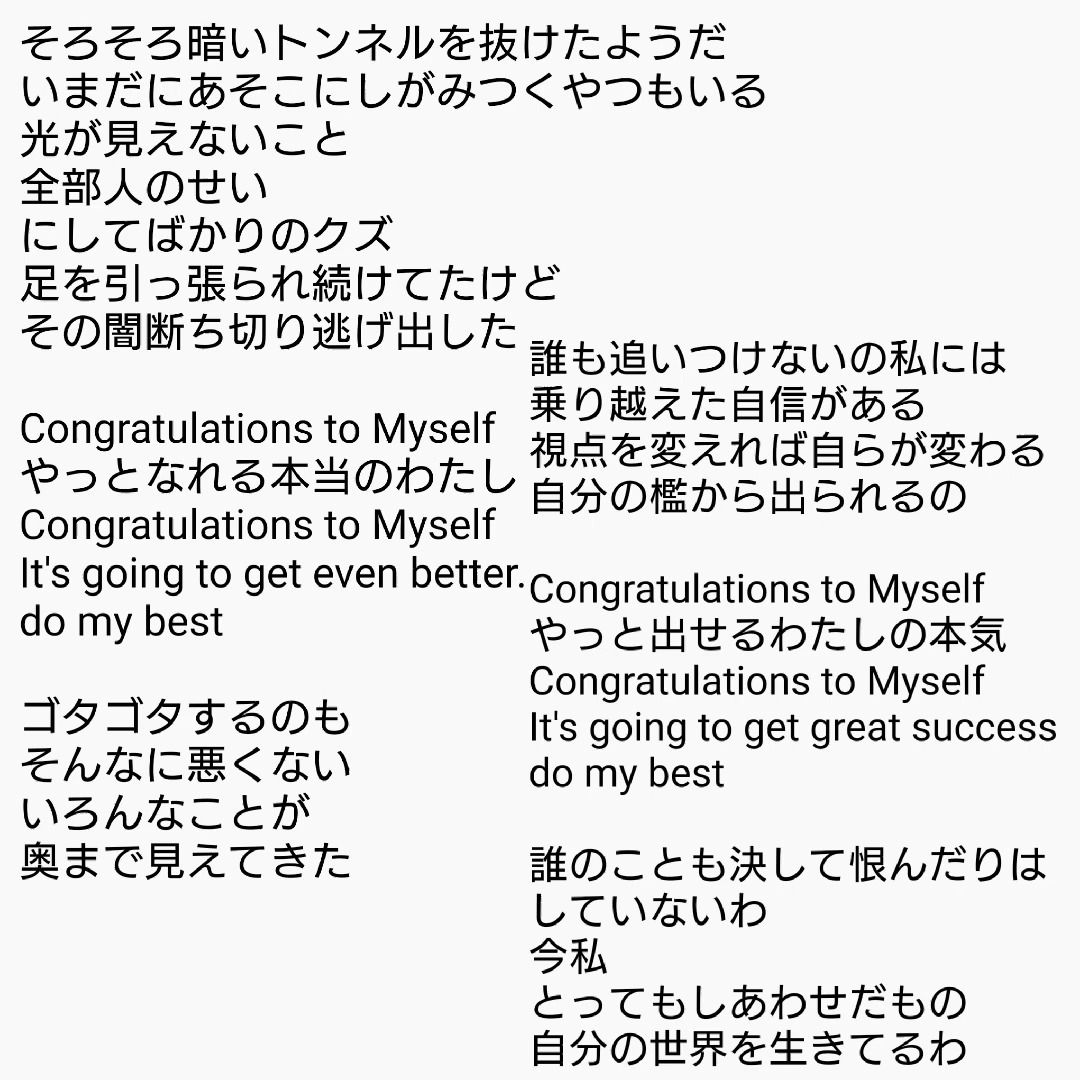 そろそろ暗いトンネルを抜けたようだ
いまだにあそこにしがみつくやつもいる
光が見えないこと
全部人のせい
にしてばかりのクズ
足を引っ張られ続けてたけど
その闇断ち切り逃げ出した
Congratulations to Myself
やっとなれる本当のわたし
Congratulations to Myself
It's going to get even better.
do my best
ゴタゴタするのも
そんなに悪くない
いろんなことが
奥まで見えてきた
誰も追いつけないの私には
乗り越えた自信がある
視点を変えれば自らが変わる
自分の檻から出られるの
Congratulations to Myself
やっと出せるわたしの本気
Congratulations to Myself
It's going to get great success
do my best
誰のことも決して恨んだりは
していないわ
今私
とってもしあわせだもの
自分の世界を生きてるわ